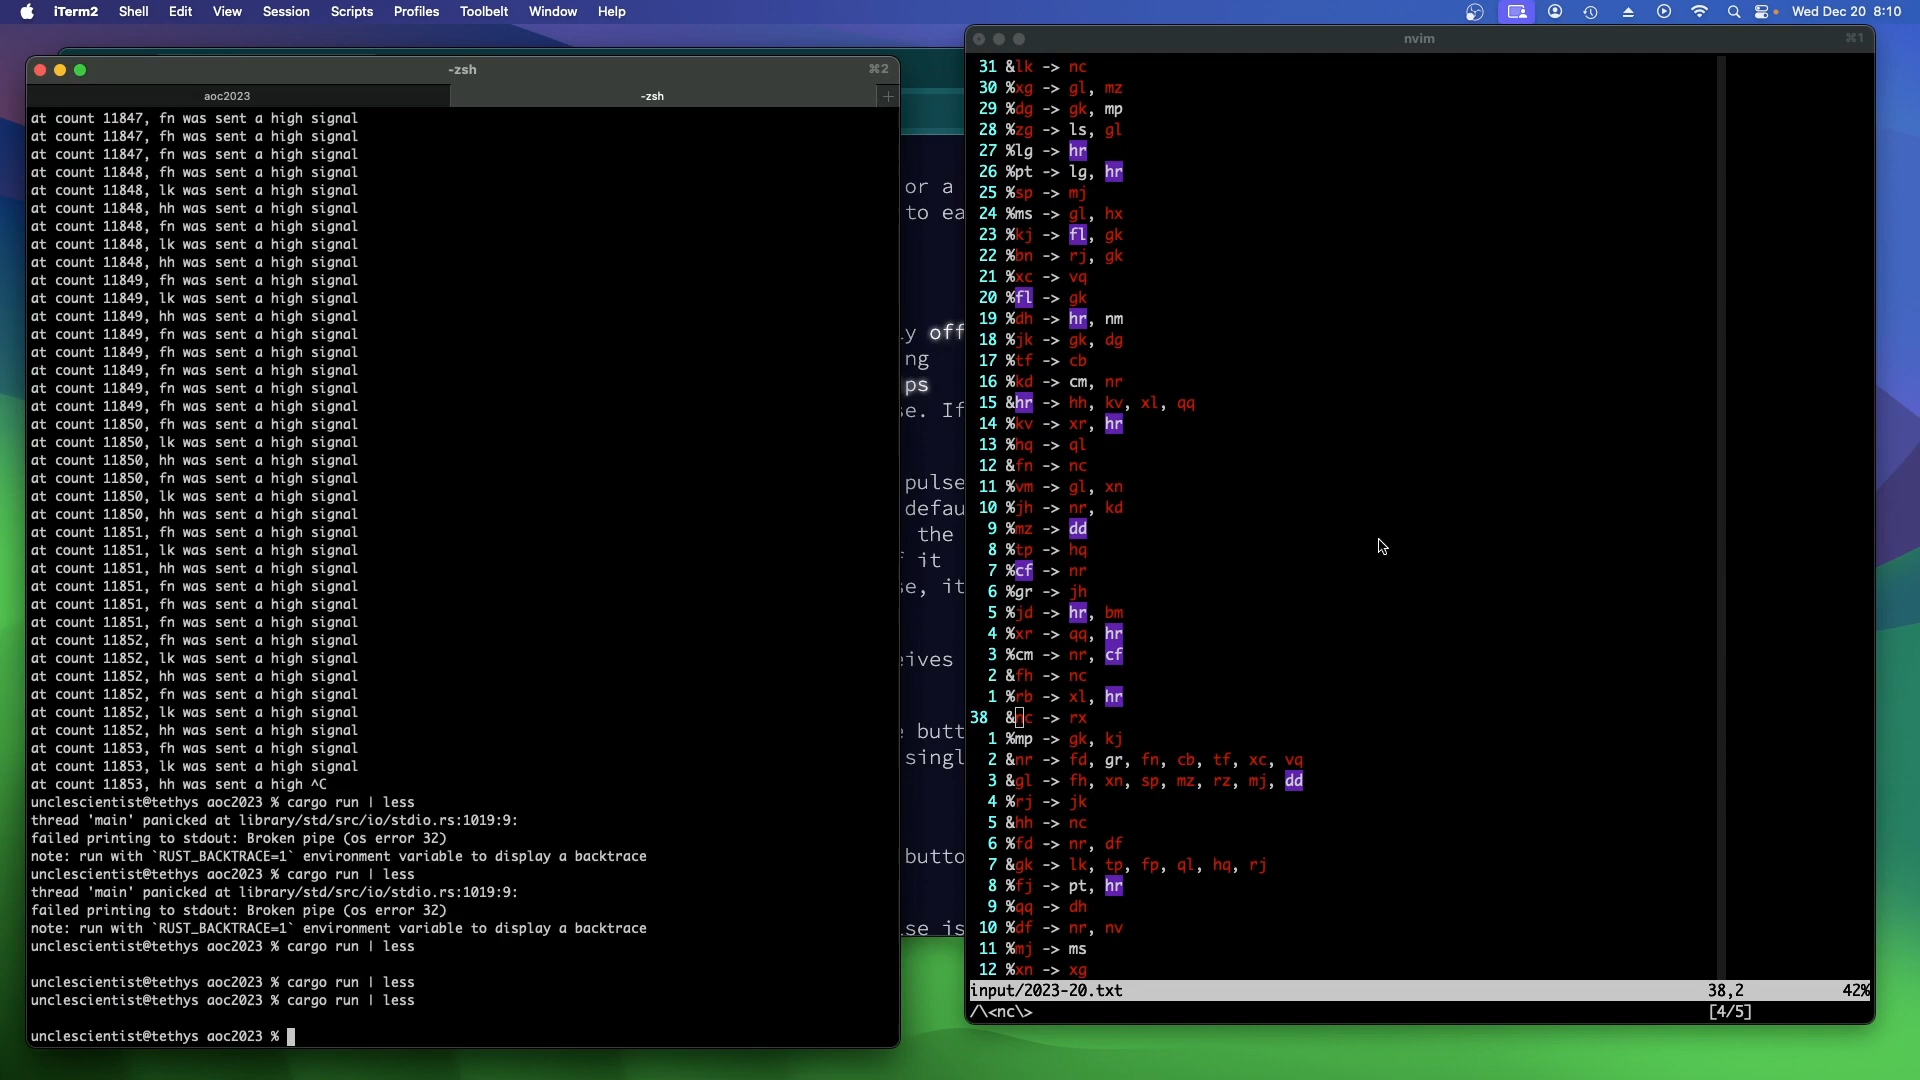 iTerm2 Shell Edit View Session Scripts Profiles Toolbelt Window Help Wed Dec 20 8:10
-zsh ⌘2
aoc2023 -zsh +
at count 11847, fn was sent a high signal
at count 11847, fh was sent a high signal
at count 11847, fn was sent a high signal
at count 11848, fh was sent a high signal
at count 11848, lk was sent a high signal
at count 11848, hh was sent a high signal
at count 11848, fn was sent a high signal
at count 11848, lk was sent a high signal
at count 11848, hh was sent a high signal
at count 11849, fh was sent a high signal
at count 11849, lk was sent a high signal
at count 11849, hh was sent a high signal
at count 11849, fn was sent a high signal
at count 11849, fh was sent a high signal
at count 11849, fn was sent a high signal
at count 11849, fn was sent a high signal
at count 11849, fh was sent a high signal
at count 11850, fh was sent a high signal
at count 11850, lk was sent a high signal
at count 11850, hh was sent a high signal
at count 11850, fn was sent a high signal
at count 11850, lk was sent a high signal
at count 11850, hh was sent a high signal
at count 11851, fh was sent a high signal
at count 11851, lk was sent a high signal
at count 11851, hh was sent a high signal
at count 11851, fn was sent a high signal
at count 11851, fh was sent a high signal
at count 11851, fn was sent a high signal
at count 11852, fh was sent a high signal
at count 11852, lk was sent a high signal
at count 11852, hh was sent a high signal
at count 11852, fn was sent a high signal
at count 11852, lk was sent a high signal
at count 11852, hh was sent a high signal
at count 11853, fh was sent a high signal
at count 11853, lk was sent a high signal
at count 11853, hh was sent a high ^C
unclescientist@tethys aoc2023 % cargo run | less
thread 'main' panicked at library/std/src/io/stdio.rs:1019:9:
failed printing to stdout: Broken pipe (os error 32)
note: run with `RUST_BACKTRACE=1` environment variable to display a backtrace
unclescientist@tethys aoc2023 % cargo run | less
thread 'main' panicked at library/std/src/io/stdio.rs:1019:9:
failed printing to stdout: Broken pipe (os error 32)
note: run with `RUST_BACKTRACE=1` environment variable to display a backtrace
unclescientist@tethys aoc2023 % cargo run | less
unclescientist@tethys aoc2023 % cargo run | less
unclescientist@tethys aoc2023 % cargo run | less
unclescientist@tethys aoc2023 %
or a
to ea
y off
ng
ps
se. If
pulse
defau
the
it
se, it
ives
butt
singl
butto
se is
nvim ⌘1
31 &lk -> nc
30 %xg -> gl, mz
29 %dg -> gk, mp
28 %zg -> ls, gl
27 %lg -> hr
26 %pt -> lg, hr
25 %sp -> mj
24 %ms -> gl, hx
23 %kj -> fl, gk
22 %bn -> rj, gk
21 %xc -> vq
20 %fl -> gk
19 %dh -> hr, nm
18 %jk -> gk, dg
17 %tf -> cb
16 %kd -> cm, nr
15 &hr -> hh, kv, xl, qq
14 %kv -> xr, hr
13 %hq -> ql
12 &fn -> nc
11 %vm -> gl, xn
10 %jh -> nr, kd
9 %mz -> dd
8 %tp -> hq
7 %cf -> nr
6 %gr -> jh
5 %jd -> hr, bm
4 %xr -> qq, hr
3 %cm -> nr, cf
2 &fh -> nc
1 %rb -> xl, hr
38 &nc -> rx
1 %mp -> gk, kj
2 &nr -> fd, gr, fn, cb, tf, xc, vq
3 &gl -> fh, xn, sp, mz, rz, mj, dd
4 %rj -> jk
5 &hh -> nc
6 %fd -> nr, df
7 &gk -> lk, tp, fp, ql, hq, rj
8 %fj -> pt, hr
9 %qq -> dh
10 %df -> nr, nv
11 %mj -> ms
12 %xn -> xg
input/2023-20.txt 38,2 42%
/\<nc\> [4/5]